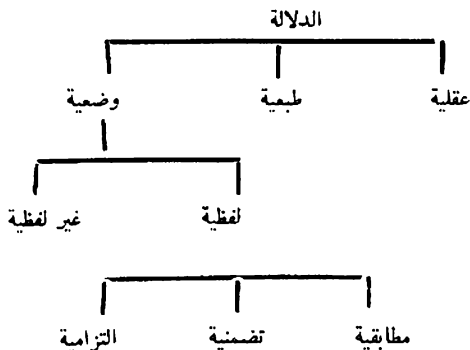 الدلالة
عقلية طبعية وضعية
لفظية غير لفظية
مطابقية تضمنية التزامية